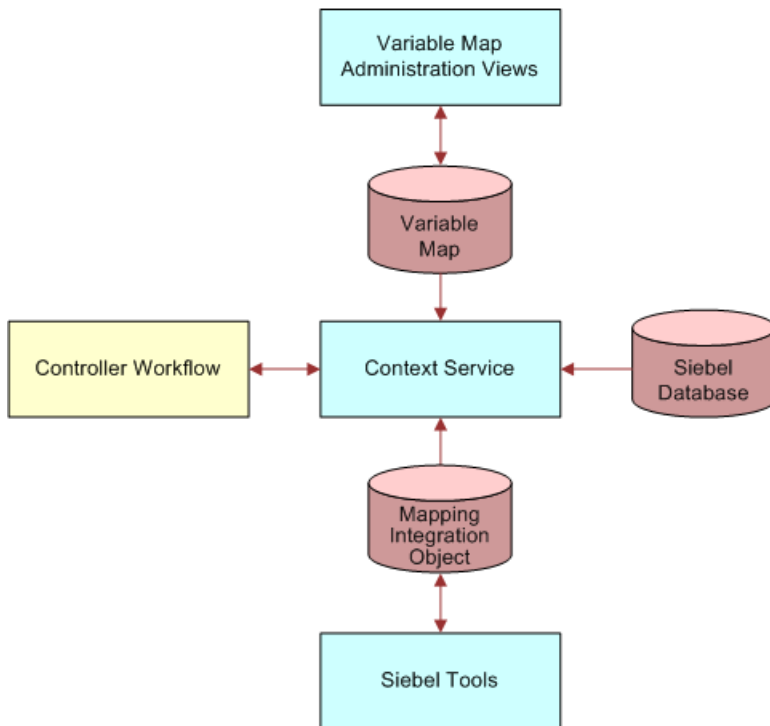 Variable Map
Administration Views
Variable
Map
Controller Workflow
Context Service
Siebel
Database
Mapping
Integration
Object
Siebel Tools